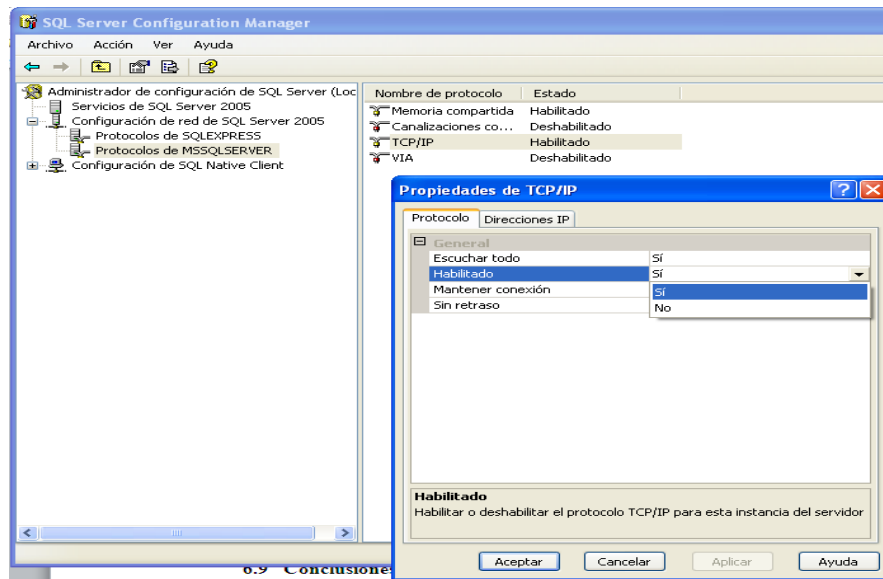 SQL Server Configuration Manager
Archivo Acción Ver Ayuda
Administrador de configuración de SQL Server (Loc
Servicios de SQL Server 2005
Configuración de red de SQL Server 2005
Protocolos de SQLEXPRESS
Protocolos de MSSQLSERVER
Configuración de SQL Native Client
Nombre de protocolo Estado
Memoria compartida Habilitado
Canalizaciones co... Deshabilitado
TCP/IP Habilitado
VIA Deshabilitado
Propiedades de TCP/IP
Protocolo Direcciones IP
General
Escuchar todo Sí
Habilitado Sí
Mantener conexión
Sin retraso
Sí
No
Habilitado
Habilitar o deshabilitar el protocolo TCP/IP para esta instancia del servidor
Aceptar Cancelar Aplicar Ayuda
6.9 Conclusiones